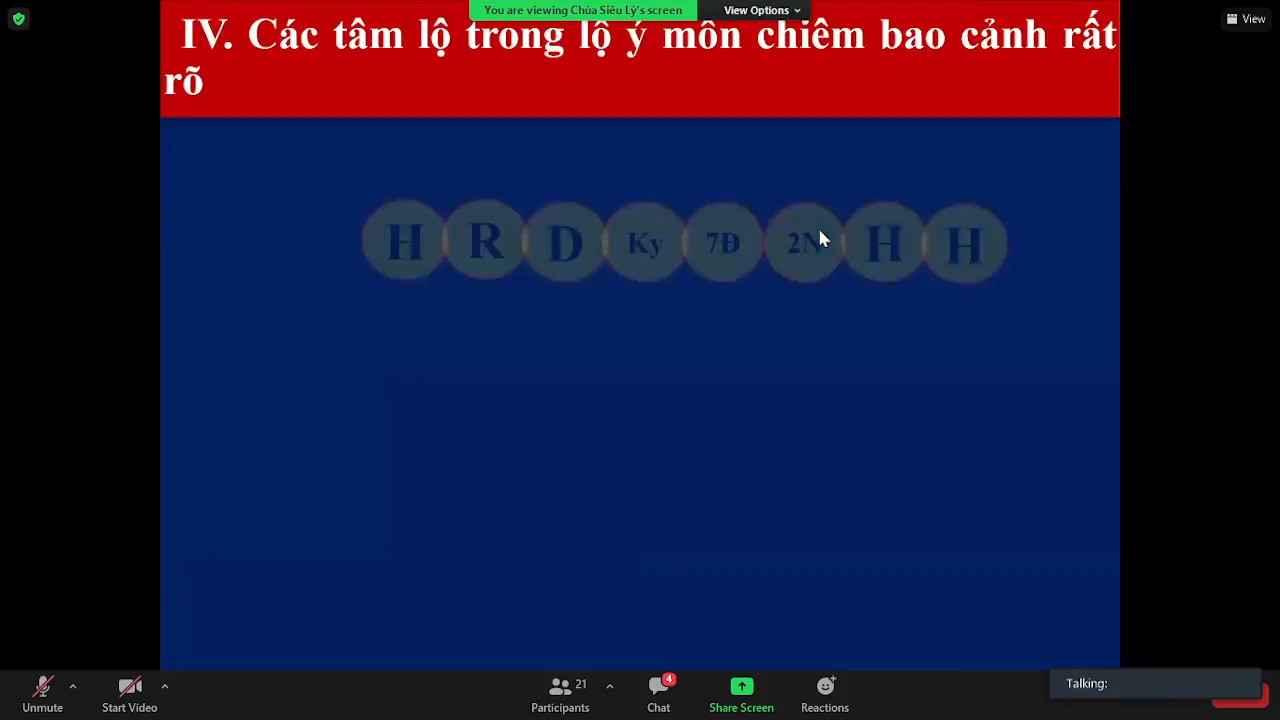 You are viewing Chùa Siêu Lý's screen
View Options
View
IV. Các tâm lộ trong lộ ý môn chiêm bao cảnh rất
rõ
H R D Ky 7Đ 2N H H
Unmute
Start Video
Participants
21
Chat
4
Share Screen
Reactions
Talking: